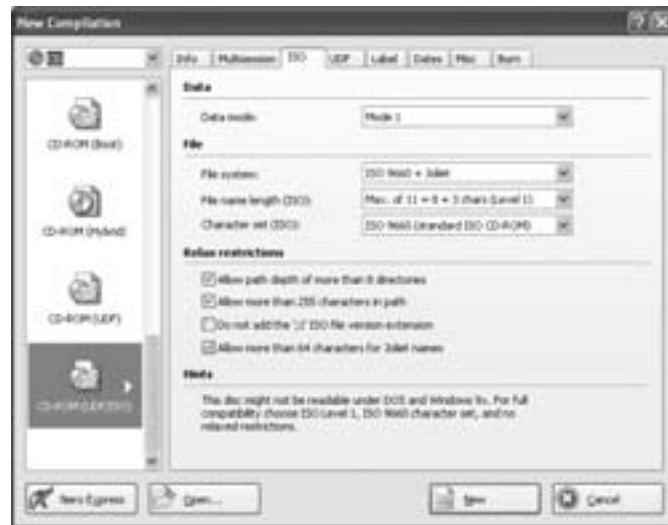 New Compilation
CD
Info Multisession ISO UDF Label Dates Misc Burn
CD-ROM (Boot)
CD-ROM (Hybrid)
CD-ROM (UDF)
CD-ROM (UDF/ISO)
Data
Data mode: Mode 1
File
File system: ISO 9660 + Joliet
File name length (ISO): Max. of 11 = 8 + 3 chars (Level 1)
Character set (ISO): ISO 9660 (standard ISO CD-ROM)
Relax restrictions
Allow path depth of more than 8 directories
Allow more than 255 characters in path
Do not add the ';1' ISO file version extension
Allow more than 64 characters for Joliet names
Hints
This disc might not be readable under DOS and Windows 9x. For full
compatibility choose ISO Level 1, ISO 9660 character set, and no
relaxed restrictions.
Nero Express Open... New Cancel